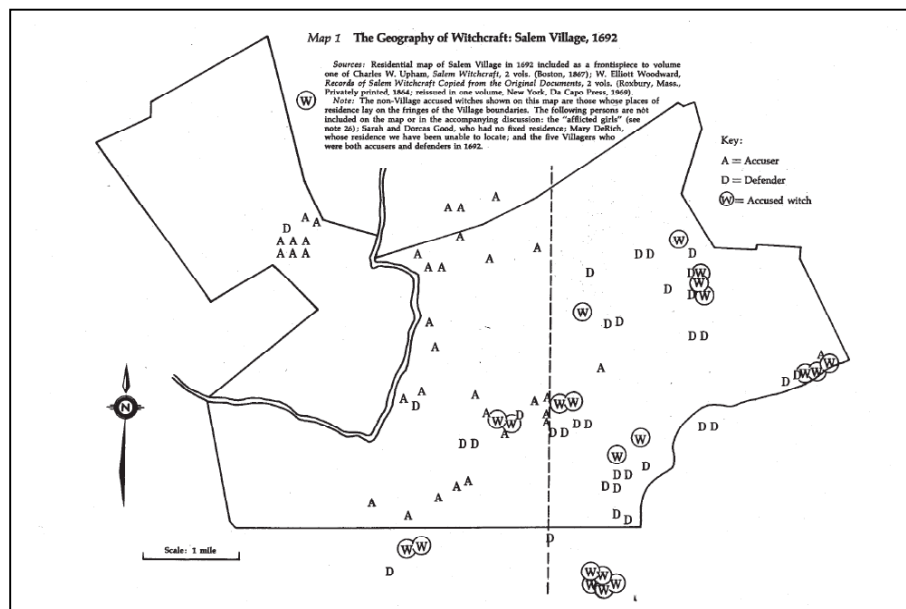 Map 1 The Geography of Witchcraft: Salem Village, 1692
Sources: Residential map of Salem Village in 1692 included as a frontispiece to volume
one of Charles W. Upham, Salem Witchcraft, 2 vols. (Boston, 1867); W. Elliott Woodward,
Records of Salem Witchcraft Copied from the Original Documents, 2 vols. (Roxbury, Mass.,
Privately printed, 1864; reissued in one volume, New York, Da Capo Press, 1969).
Note: The non-Village accused witches shown on this map are those whose places of
residence lay on the fringes of the Village boundaries. The following persons are not
included on the map or in the accompanying discussion: the "afflicted girls" (see
note 26); Sarah and Dorcas Good, who had no fixed residence; Mary DeRich,
whose residence we have been unable to locate; and the five Villagers who
were both accusers and defenders in 1692.
Key:
A = Accuser
D = Defender
W = Accused witch
W
A
A A
A A
D
A A A
A A A
A
A
A A
A
A
D D
W
D
D
D
D W
W
D W
W
D D
D D
A
A
A
A
D W W W
D
A
A
D
A
A
W W
D
A
A
A
A
A
W W
D D
D D
D D
D D
W
W
D
D D
D D
D
D
A
A
A
A
A
A
D
W W
D
W
W
W
W
W
N
Scale: 1 mile